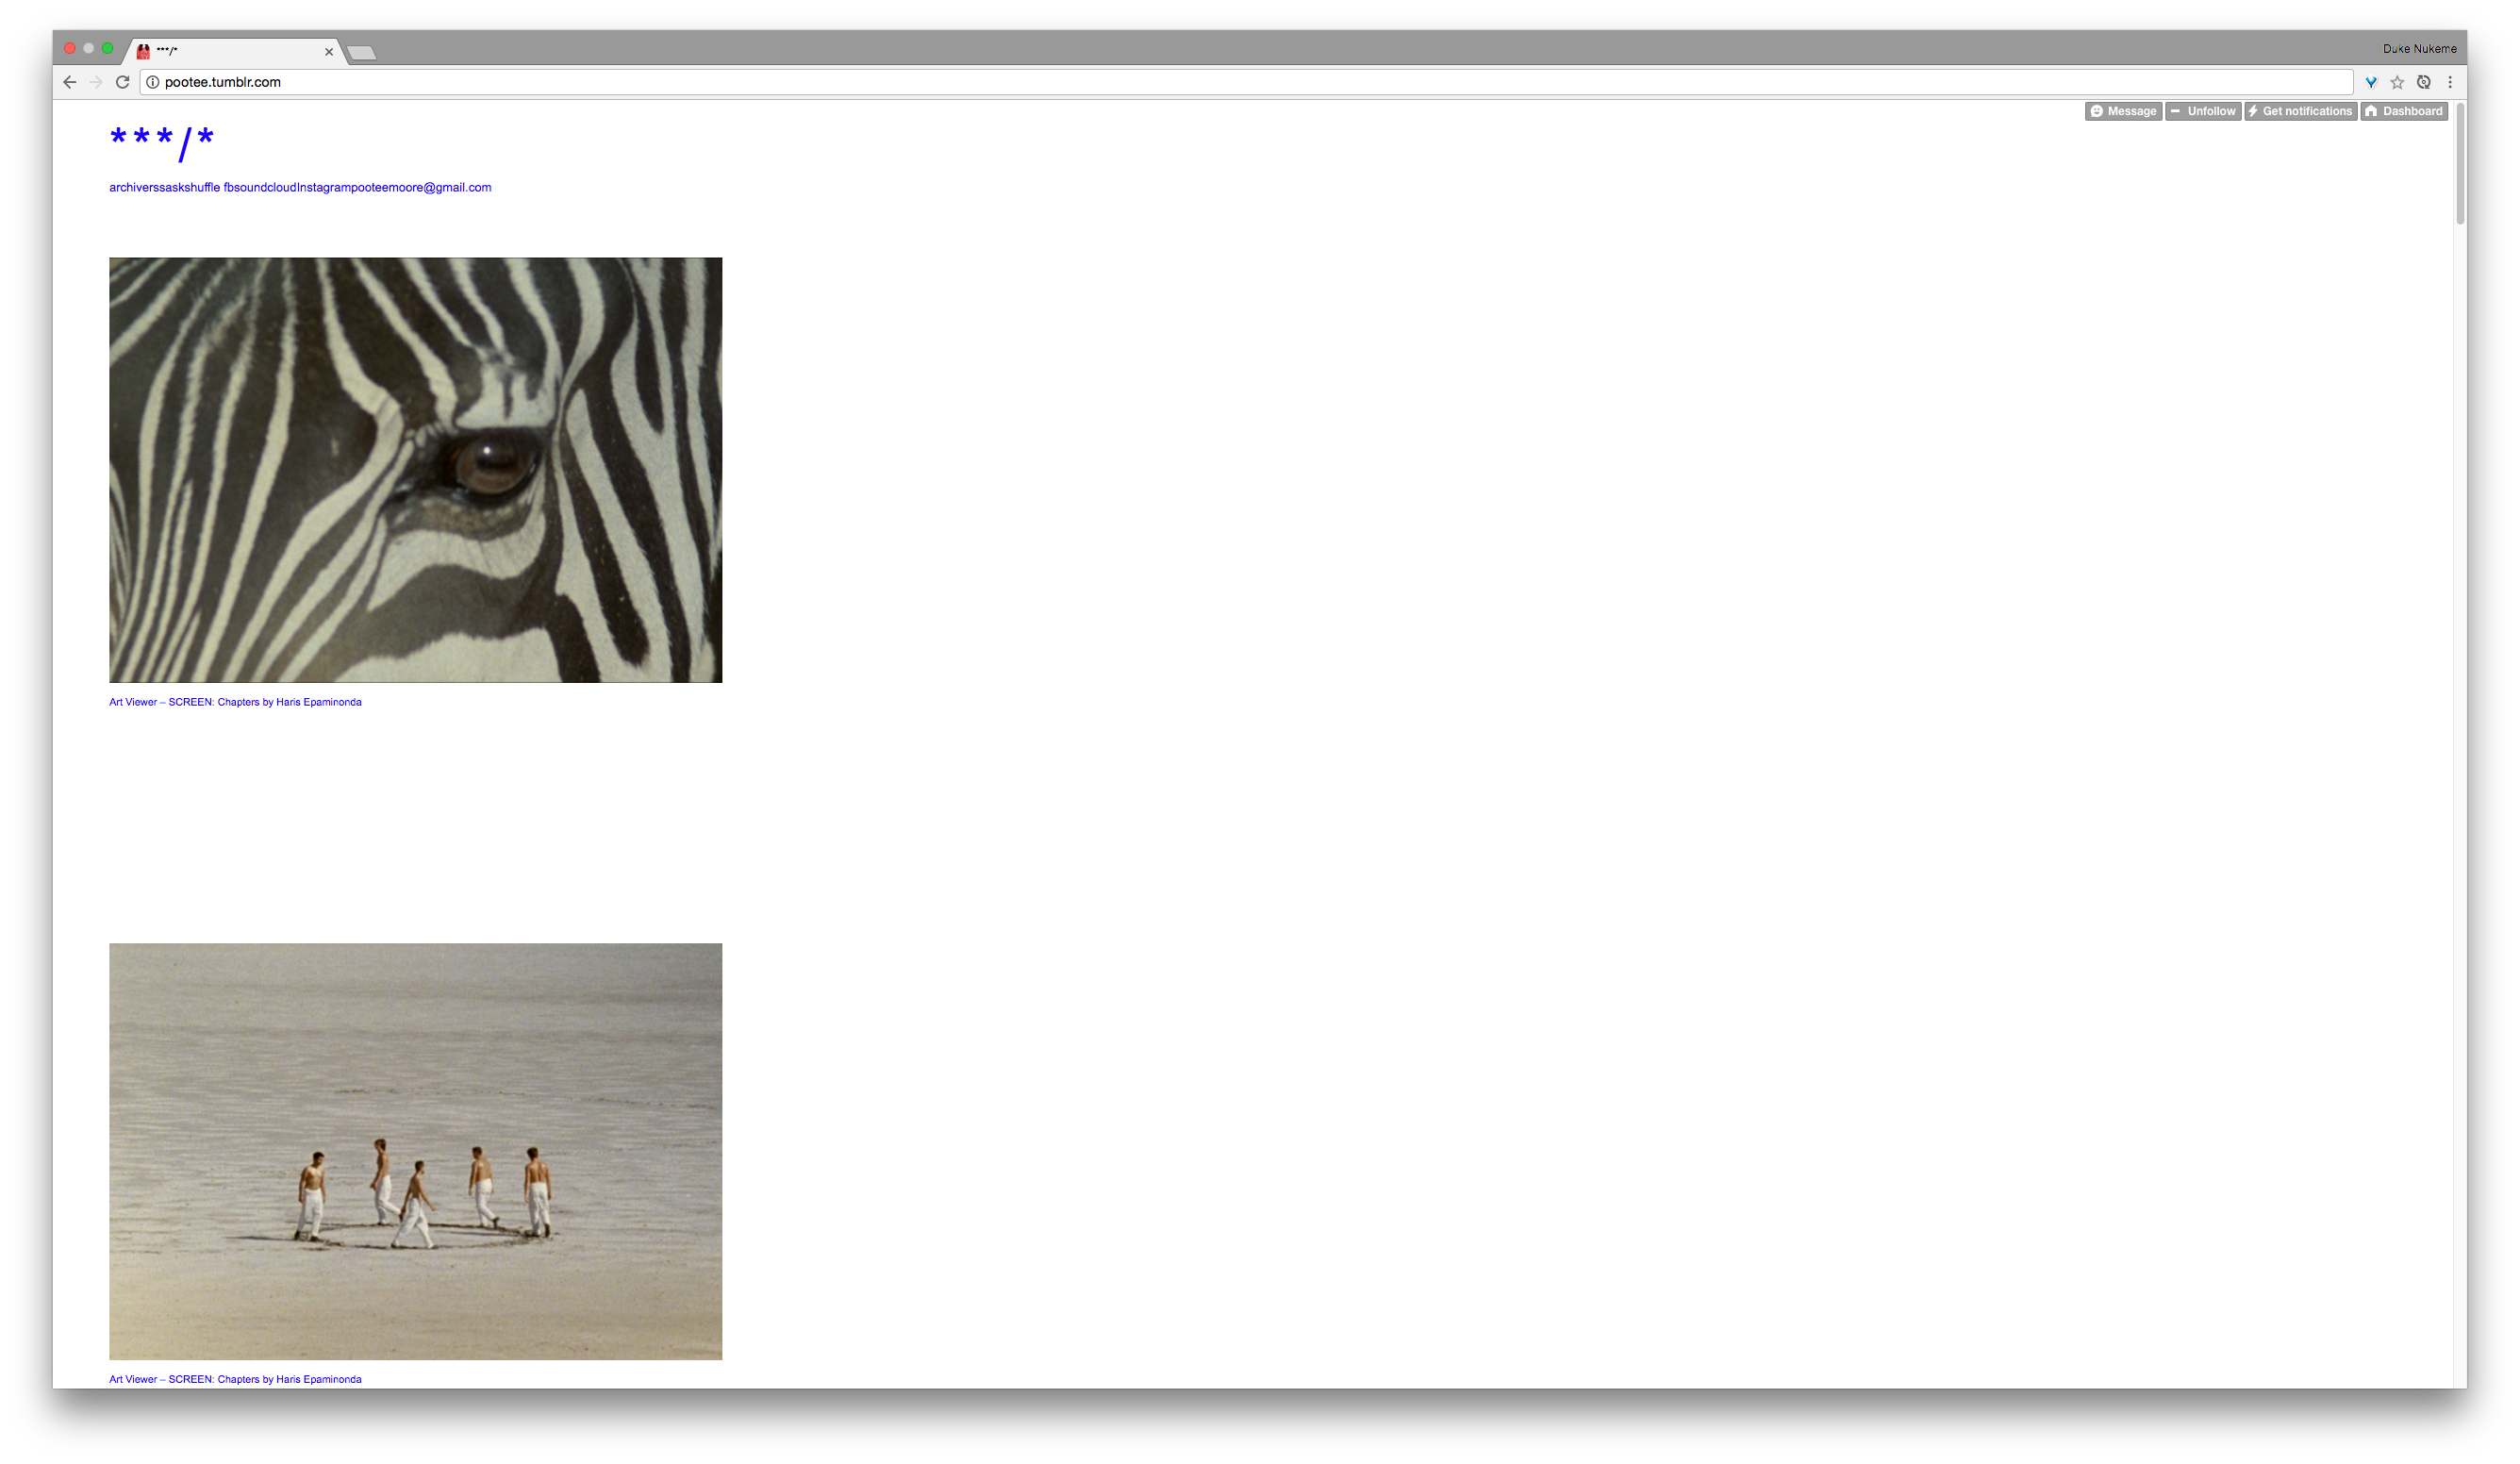 ***/*
Duke Nukeme
pootee.tumblr.com
Message Unfollow Get notifications Dashboard
***/*
archiverssaskshuffle fbsoundcloudInstagrampooteemoore@gmail.com
Art Viewer – SCREEN: Chapters by Haris Epaminonda
Art Viewer – SCREEN: Chapters by Haris Epaminonda